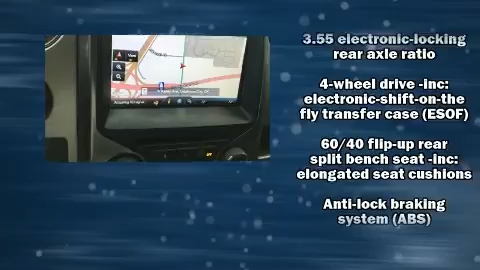 3.55 electronic-locking
rear axle ratio
4-wheel drive -inc:
electronic-shift-on-the
fly transfer case (ESOF)
60/40 flip-up rear
split bench seat -inc:
elongated seat cushions
Anti-lock braking
system (ABS)
View